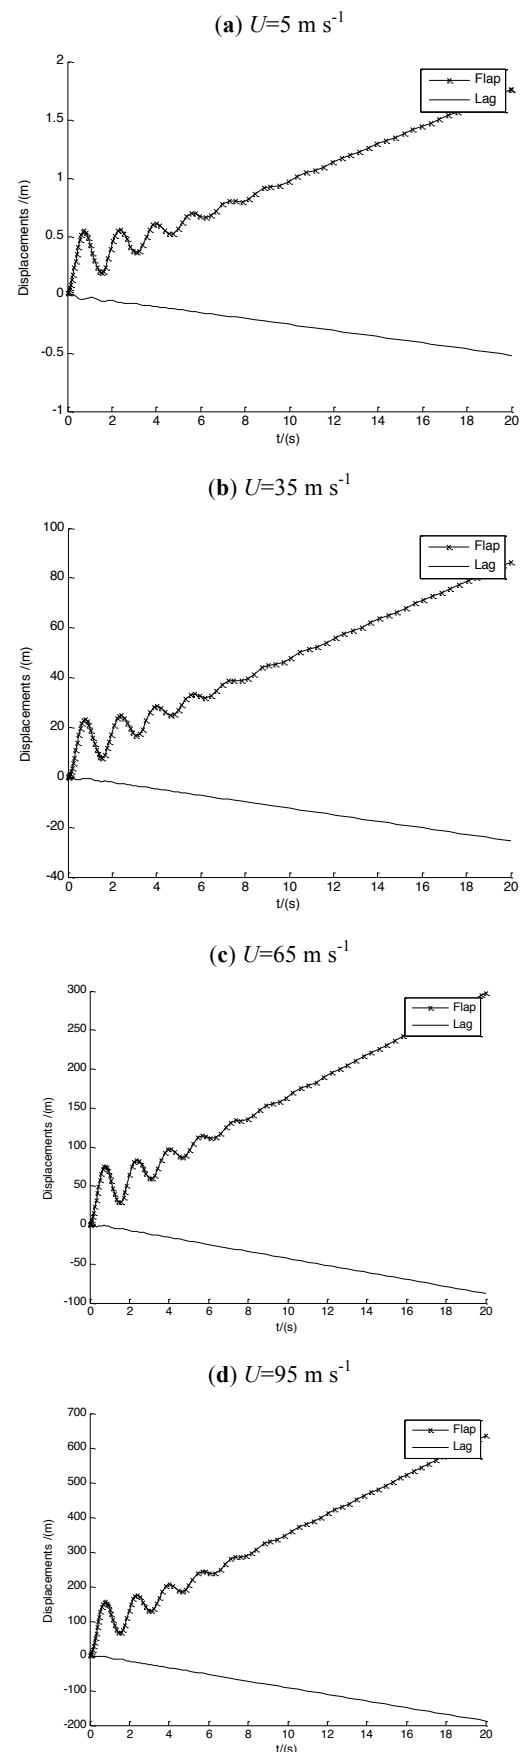 (a) U=5 m s-1
2
1.5
1
0.5
0
-0.5
-1
Displacements /(m)
Flap
Lag
0 2 4 6 8 10 12 14 16 18 20
t/(s)
(b) U=35 m s-1
100
80
60
40
20
0
-20
-40
Displacements /(m)
Flap
Lag
0 2 4 6 8 10 12 14 16 18 20
t/(s)
(c) U=65 m s-1
300
250
200
150
100
50
0
-50
-100
Displacements /(m)
Flap
Lag
0 2 4 6 8 10 12 14 16 18 20
t/(s)
(d) U=95 m s-1
700
600
500
400
300
200
100
0
-100
-200
Displacements /(m)
Flap
Lag
0 2 4 6 8 10 12 14 16 18 20
t/(s)